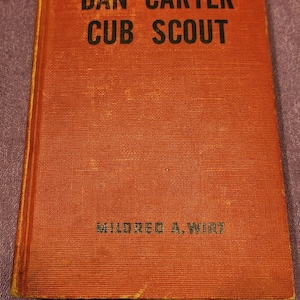 DAN CARTER
CUB SCOUT
MILDRED A. WIRT